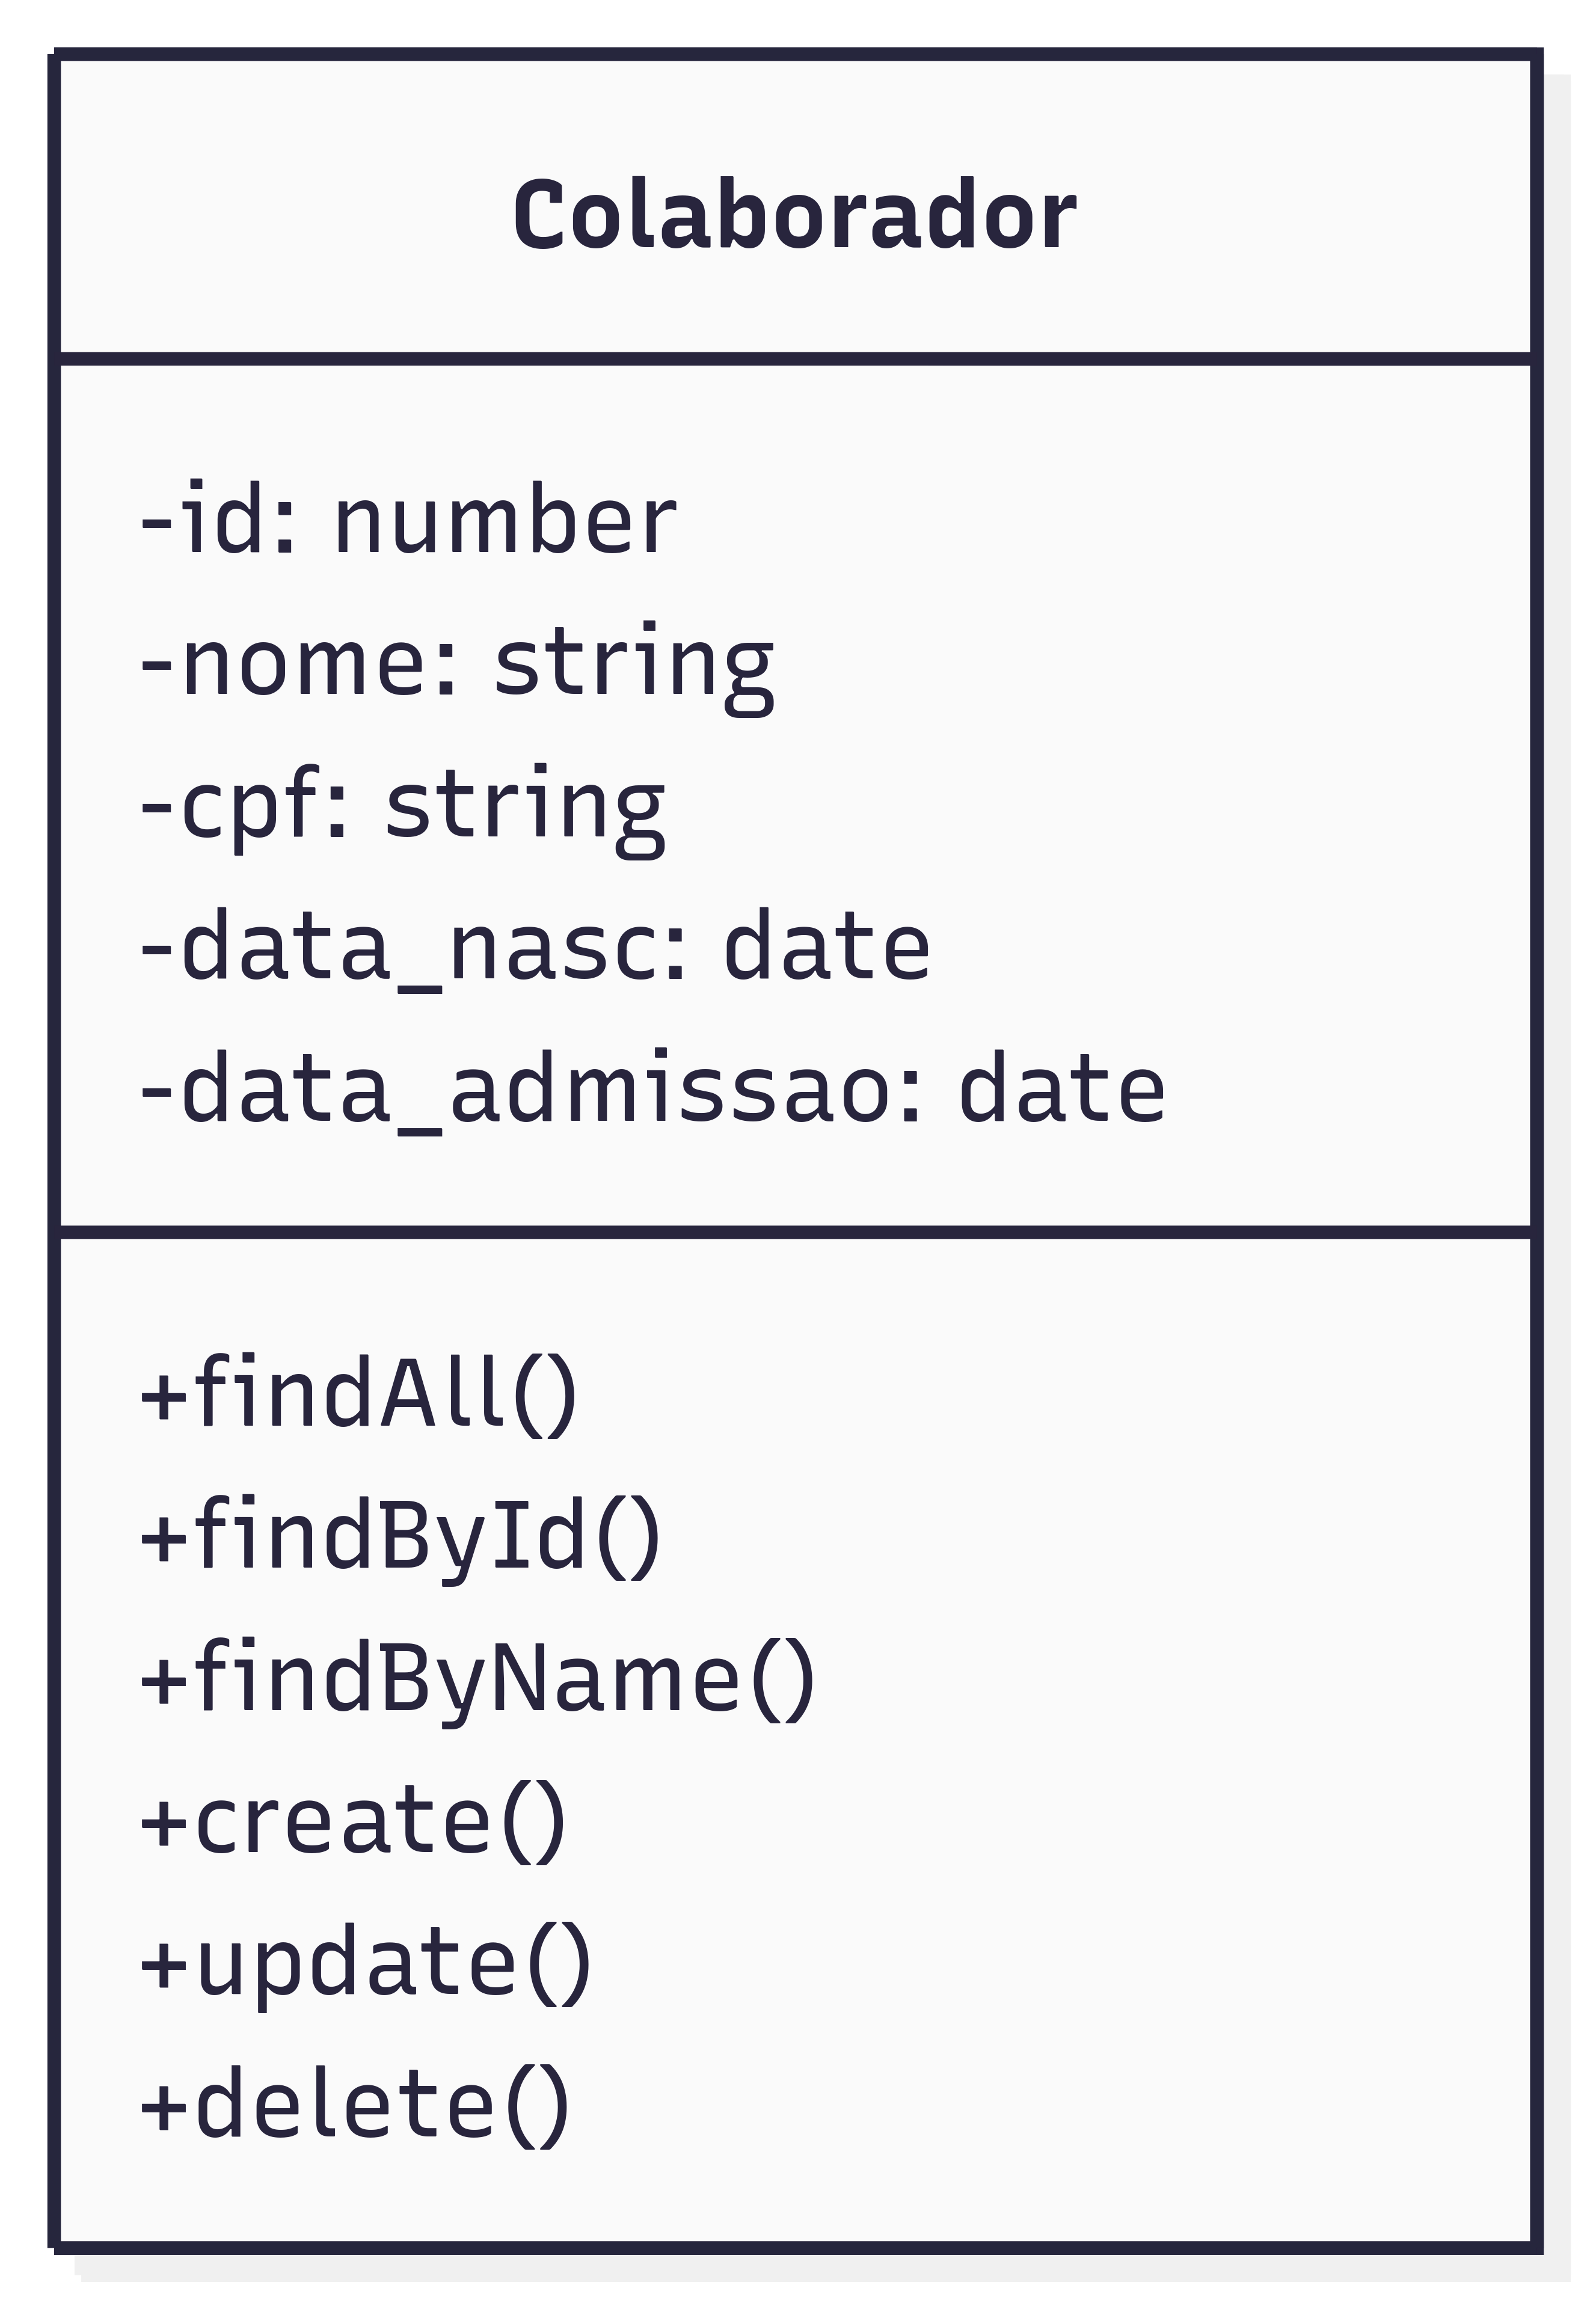 Colaborador
-id: number
-nome: string
-cpf: string
-data_nasc: date
-data_admissao: date
+findAll()
+findById()
+findByName()
+create()
+update()
+delete()